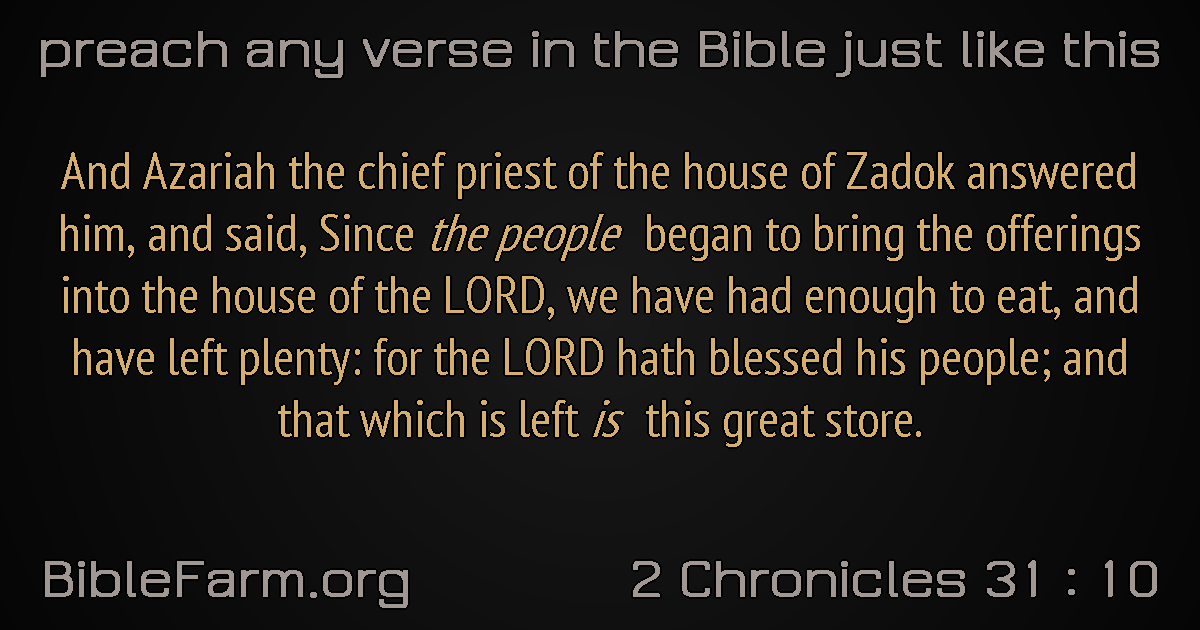 preach any verse in the Bible just like this
And Azariah the chief priest of the house of Zadok answered
him, and said, Since the people began to bring the offerings
into the house of the LORD, we have had enough to eat, and
have left plenty: for the LORD hath blessed his people; and
that which is left is this great store.
BibleFarm.org
2 Chronicles 31 : 10